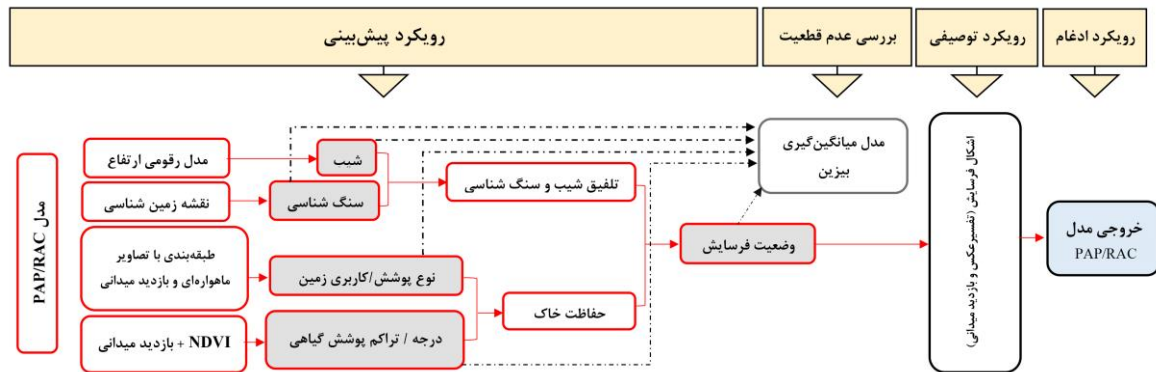 رویکرد پیش‌بینی
بررسی عدم قطعیت
رویکرد توصیفی
رویکرد ادغام
مدل PAP/RAC
مدل رقومی ارتفاع
شیب
نقشه زمین شناسی
سنگ شناسی
تلفیق شیب و سنگ شناسی
طبقه‌بندی با تصاویر
ماهواره‌ای و بازدید میدانی
نوع پوشش/کاربری زمین
NDVI + بازدید میدانی
درجه / تراکم پوشش گیاهی
حفاظت خاک
وضعیت فرسایش
مدل میانگین‌گیری
بیزین
اشکال فرسایش (تفسیرعکس و بازدید میدانی)
خروجی مدل
PAP/RAC